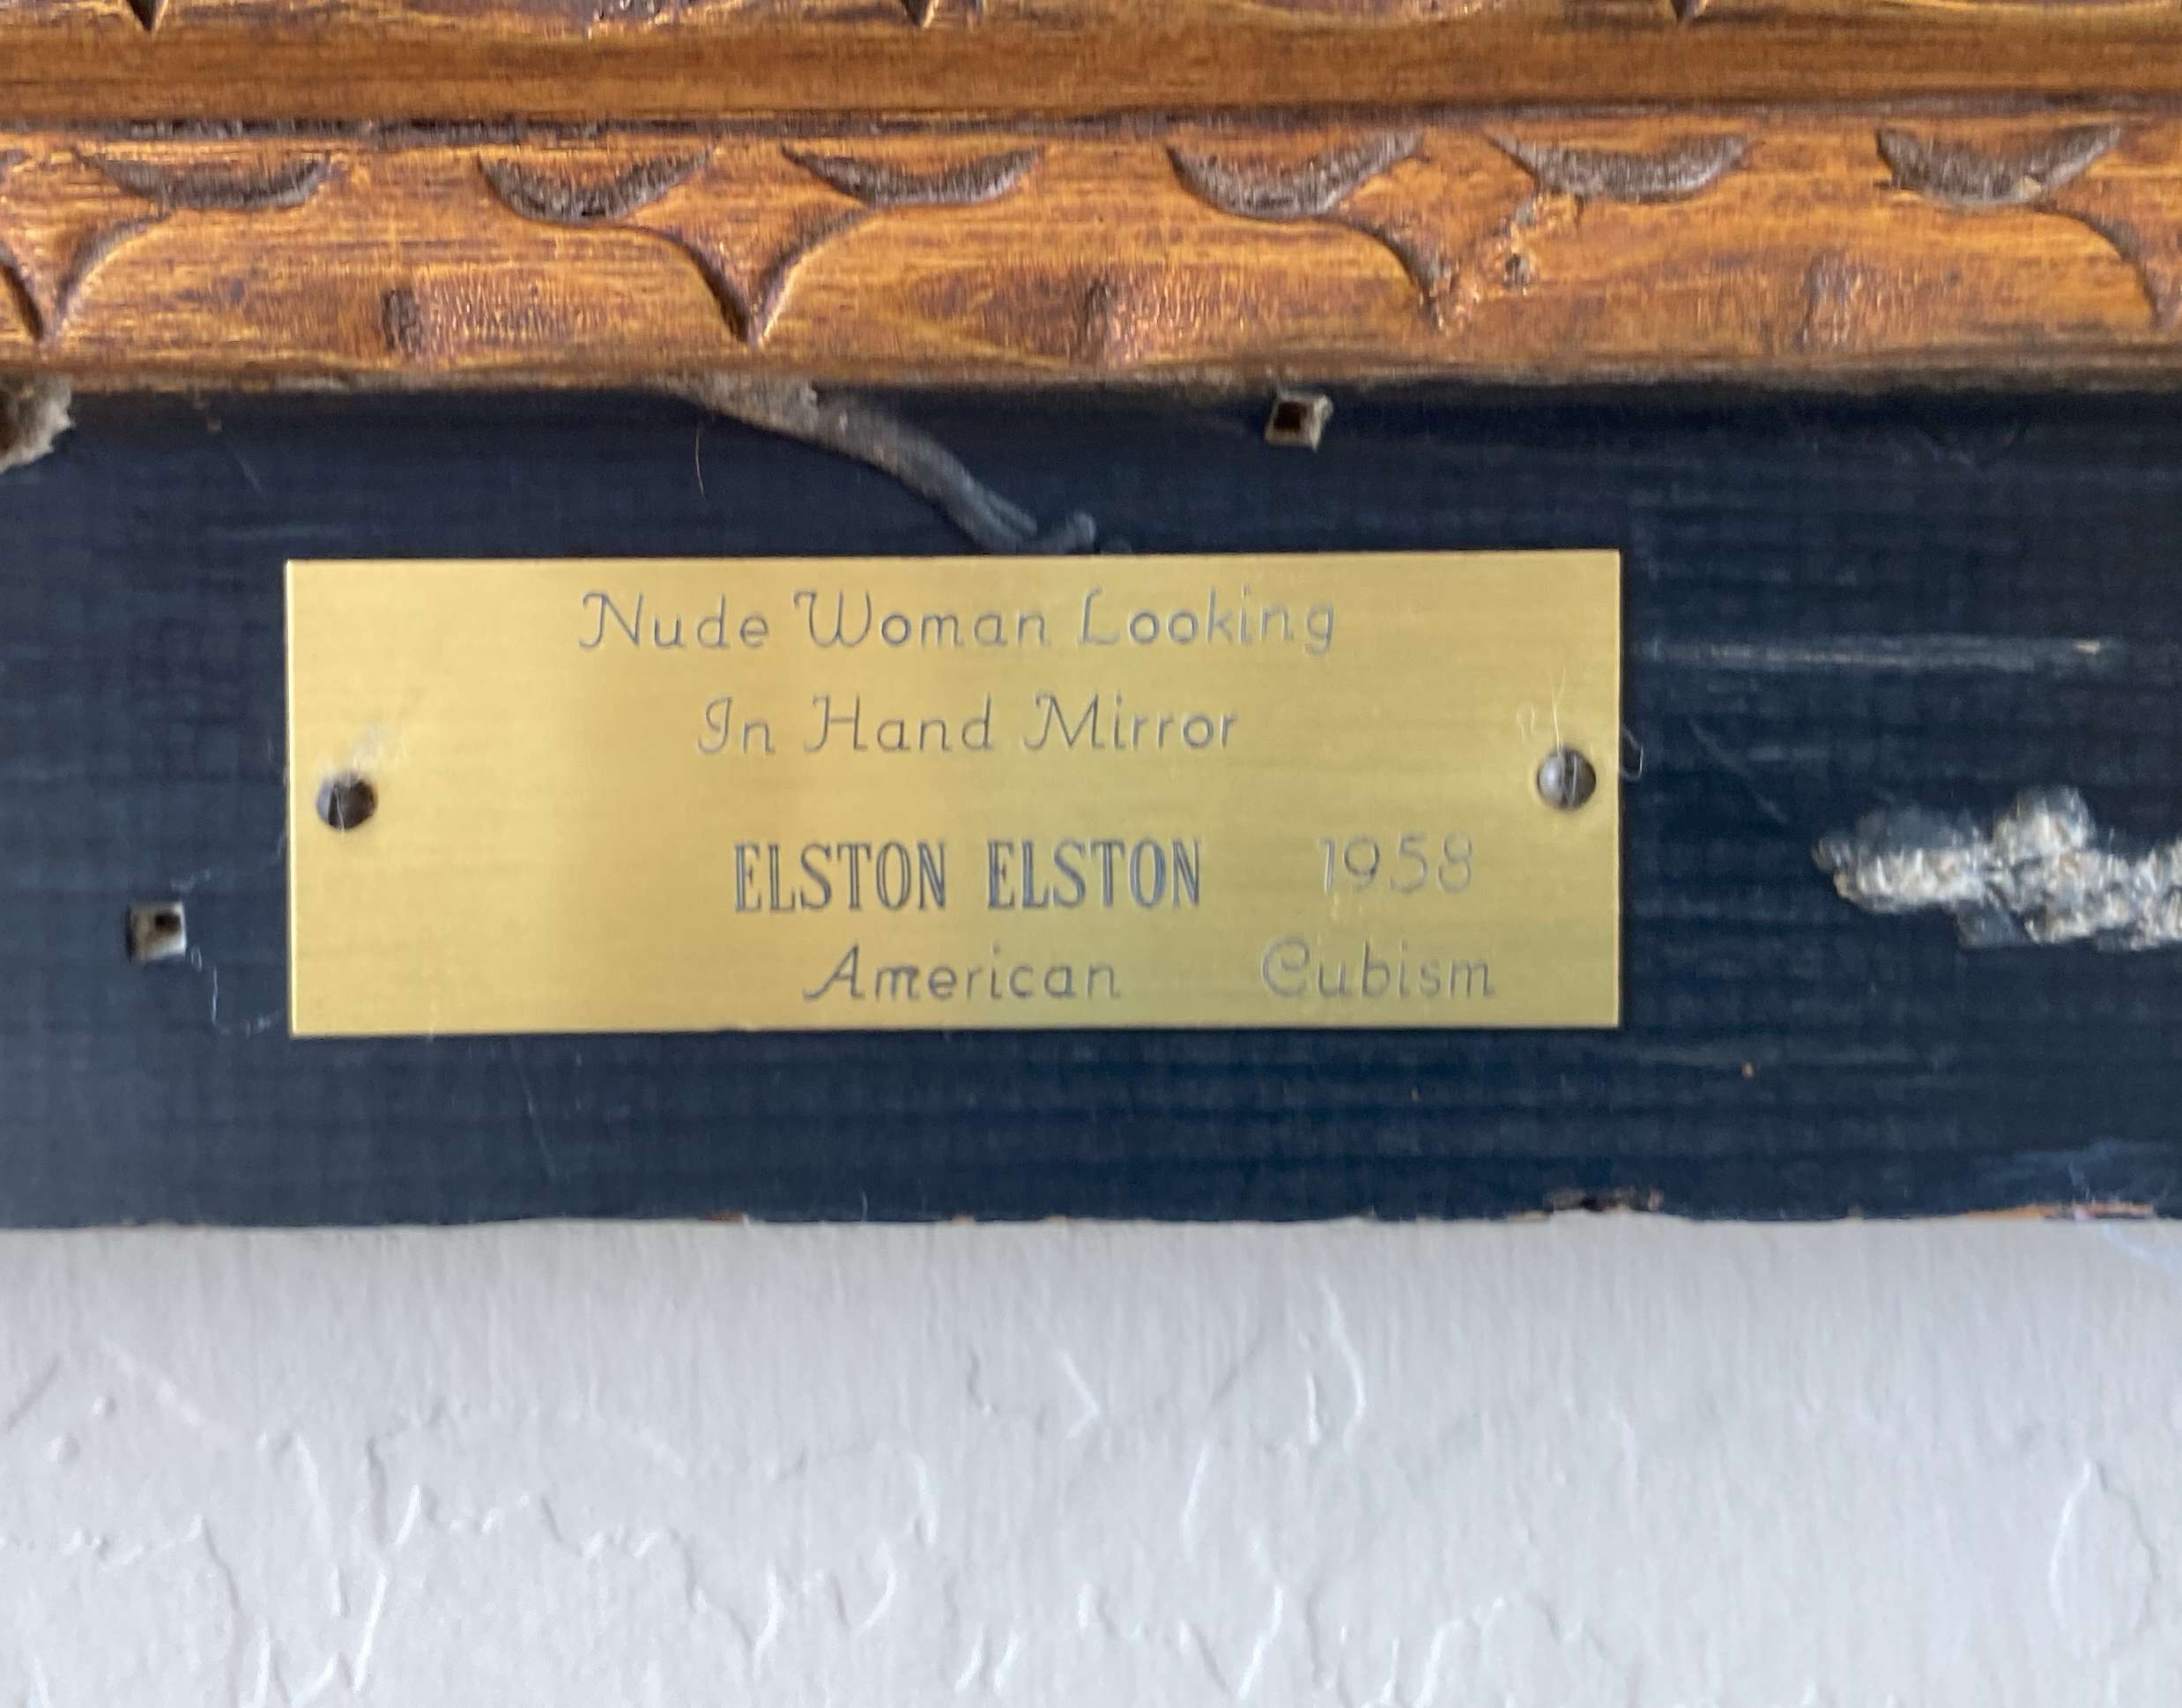 Nude Woman Looking
In Hand Mirror
ELSTON ELSTON 1958
American Cubism